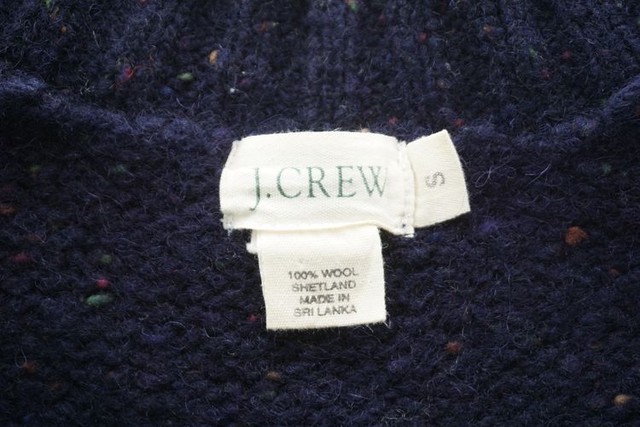 J.CREW
S
100% WOOL
SHETLAND
MADE IN
SRI LANKA